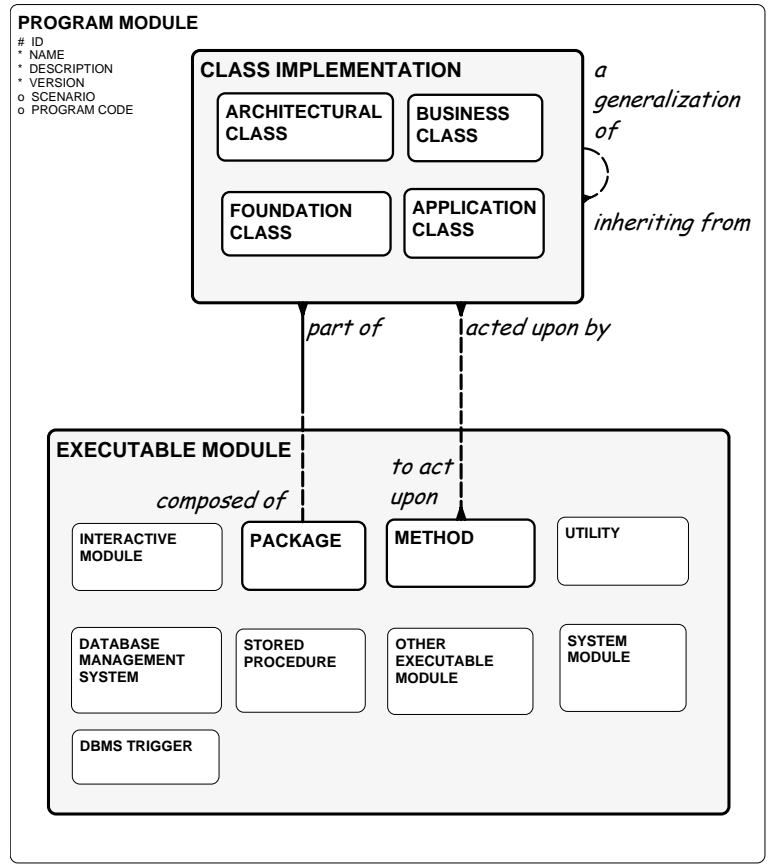 PROGRAM MODULE
# ID
* NAME
* DESCRIPTION
* VERSION
o SCENARIO
o PROGRAM CODE
CLASS IMPLEMENTATION
ARCHITECTURAL
CLASS
BUSINESS
CLASS
FOUNDATION
CLASS
APPLICATION
CLASS
a
generalization
of
inheriting from
part of
acted upon by
EXECUTABLE MODULE
composed of
to act
upon
INTERACTIVE
MODULE
PACKAGE
METHOD
UTILITY
DATABASE
MANAGEMENT
SYSTEM
STORED
PROCEDURE
OTHER
EXECUTABLE
MODULE
SYSTEM
MODULE
DBMS TRIGGER